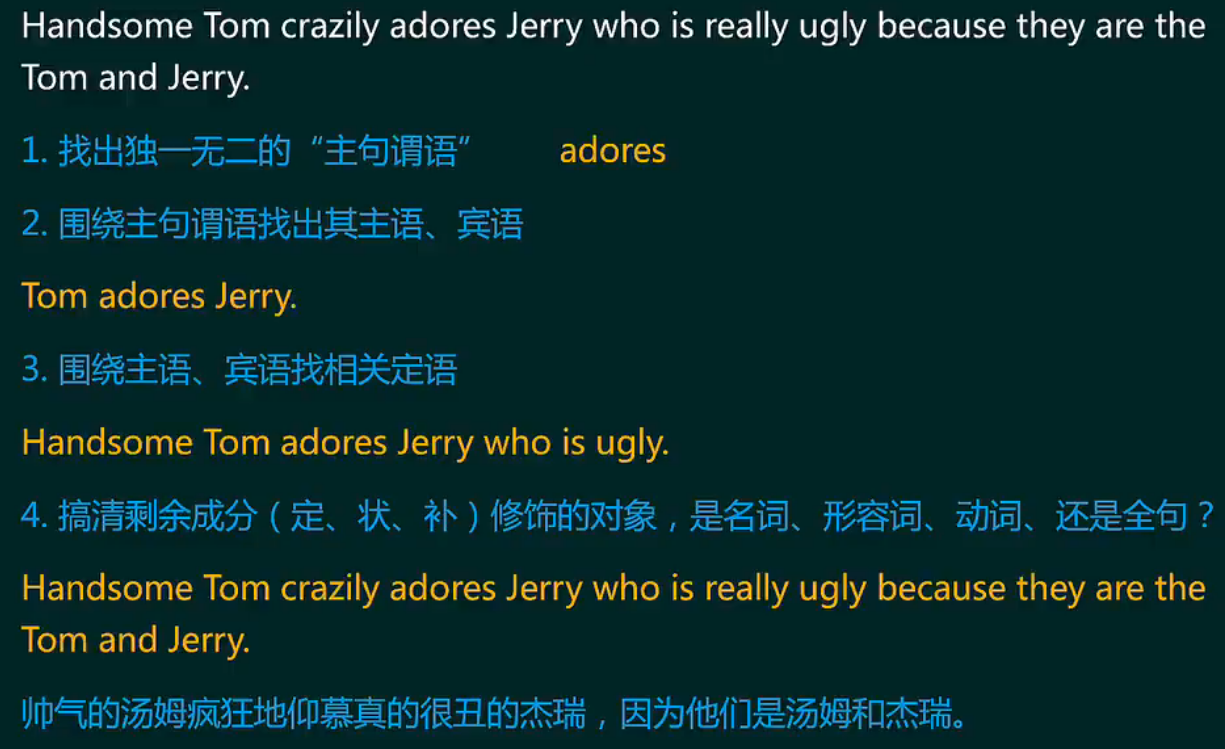 Handsome Tom crazily adores Jerry who is really ugly because they are the
Tom and Jerry.
1. 找出独一无二的“主句谓语” adores
2. 围绕主句谓语找出其主语、宾语
Tom adores Jerry.
3. 围绕主语、宾语找相关定语
Handsome Tom adores Jerry who is ugly.
4. 搞清剩余成分（定、状、补）修饰的对象，是名词、形容词、动词、还是全句？
Handsome Tom crazily adores Jerry who is really ugly because they are the
Tom and Jerry.
帅气的汤姆疯狂地仰慕真的很丑的杰瑞，因为他们是汤姆和杰瑞。